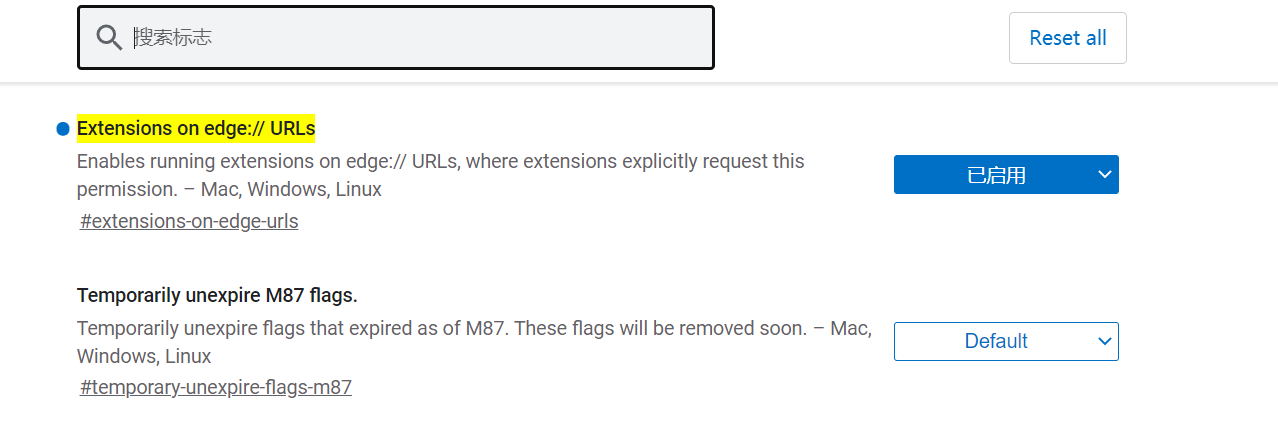 搜索标志
Reset all
Extensions on edge:// URLs
Enables running extensions on edge:// URLs, where extensions explicitly request this
permission. – Mac, Windows, Linux
#extensions-on-edge-urls
已启用
Temporarily unexpire M87 flags.
Temporarily unexpire flags that expired as of M87. These flags will be removed soon. – Mac,
Windows, Linux
#temporary-unexpire-flags-m87
Default